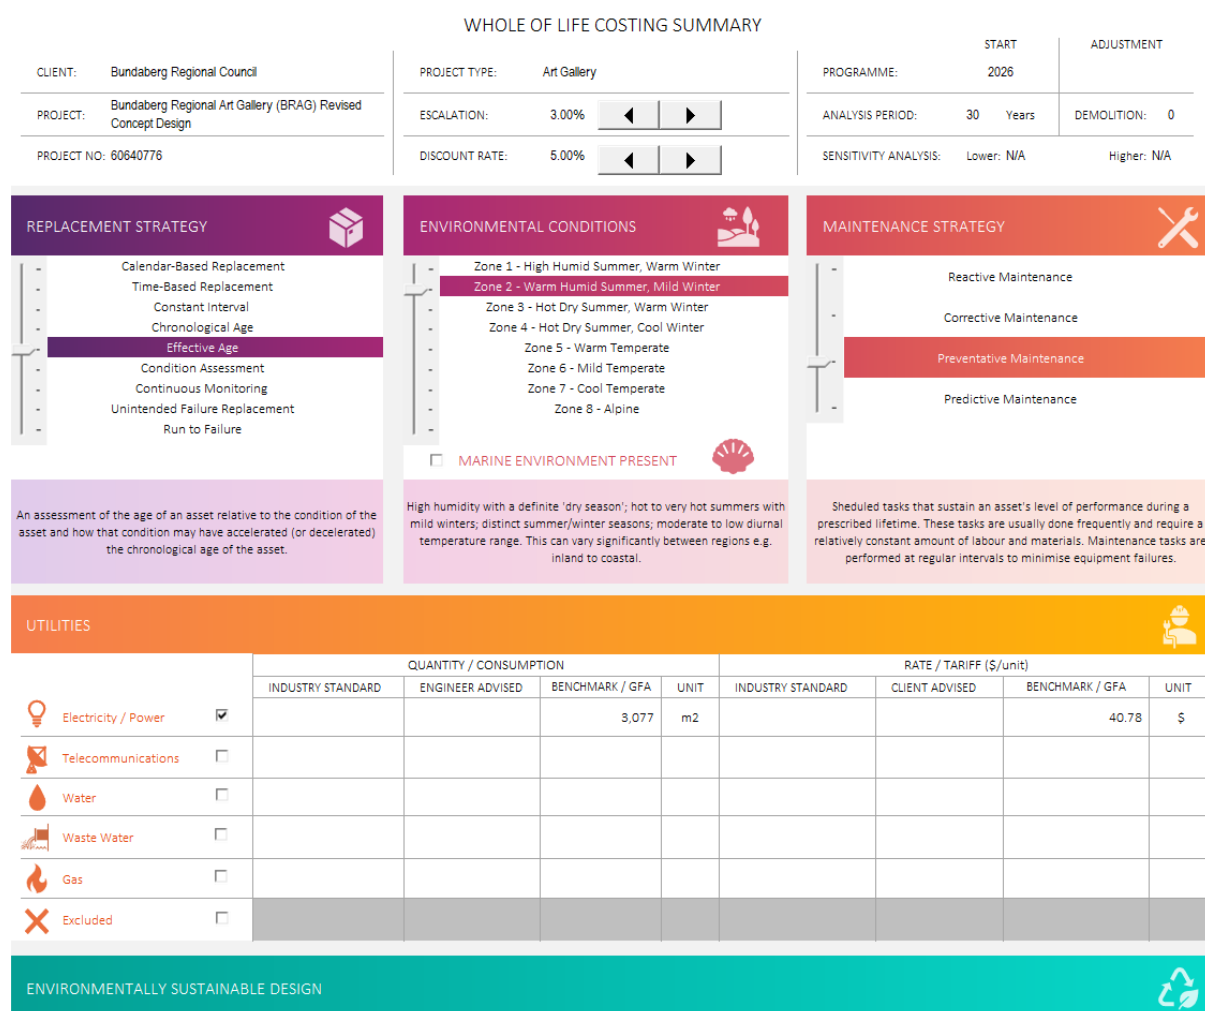 WHOLE OF LIFE COSTING SUMMARY
START ADJUSTMENT
CLIENT: Bundaberg Regional Council PROJECT TYPE: Art Gallery PROGRAMME: 2026
PROJECT: Bundaberg Regional Art Gallery (BRAG) Revised
Concept Design
ESCALATION: 3.00% ANALYSIS PERIOD: 30 Years DEMOLITION: 0
PROJECT NO: 60640776 DISCOUNT RATE: 5.00% SENSITIVITY ANALYSIS: Lower: N/A Higher: N/A
REPLACEMENT STRATEGY
Calendar-Based Replacement
Time-Based Replacement
Constant Interval
Chronological Age
Effective Age
Condition Assessment
Continuous Monitoring
Unintended Failure Replacement
Run to Failure
An assessment of the age of an asset relative to the condition of the
asset and how that condition may have accelerated (or decelerated)
the chronological age of the asset.
ENVIRONMENTAL CONDITIONS
Zone 1 - High Humid Summer, Warm Winter
Zone 2 - Warm Humid Summer, Mild Winter
Zone 3 - Hot Dry Summer, Warm Winter
Zone 4 - Hot Dry Summer, Cool Winter
Zone 5 - Warm Temperate
Zone 6 - Mild Temperate
Zone 7 - Cool Temperate
Zone 8 - Alpine
MARINE ENVIRONMENT PRESENT
High humidity with a definite 'dry season'; hot to very hot summers with
mild winters; distinct summer/winter seasons; moderate to low diurnal
temperature range. This can vary significantly between regions e.g.
inland to coastal.
MAINTENANCE STRATEGY
Reactive Maintenance
Corrective Maintenance
Preventative Maintenance
Predictive Maintenance
Sheduled tasks that sustain an asset's level of performance during a
prescribed lifetime. These tasks are usually done frequently and require a
relatively constant amount of labour and materials. Maintenance tasks are
performed at regular intervals to minimise equipment failures.
UTILITIES
QUANTITY / CONSUMPTION RATE / TARIFF ($/unit)
INDUSTRY STANDARD ENGINEER ADVISED BENCHMARK / GFA UNIT INDUSTRY STANDARD CLIENT ADVISED BENCHMARK / GFA UNIT
Electricity / Power 3,077 m2 40.78 $
Telecommunications
Water
Waste Water
Gas
Excluded
ENVIRONMENTALLY SUSTAINABLE DESIGN